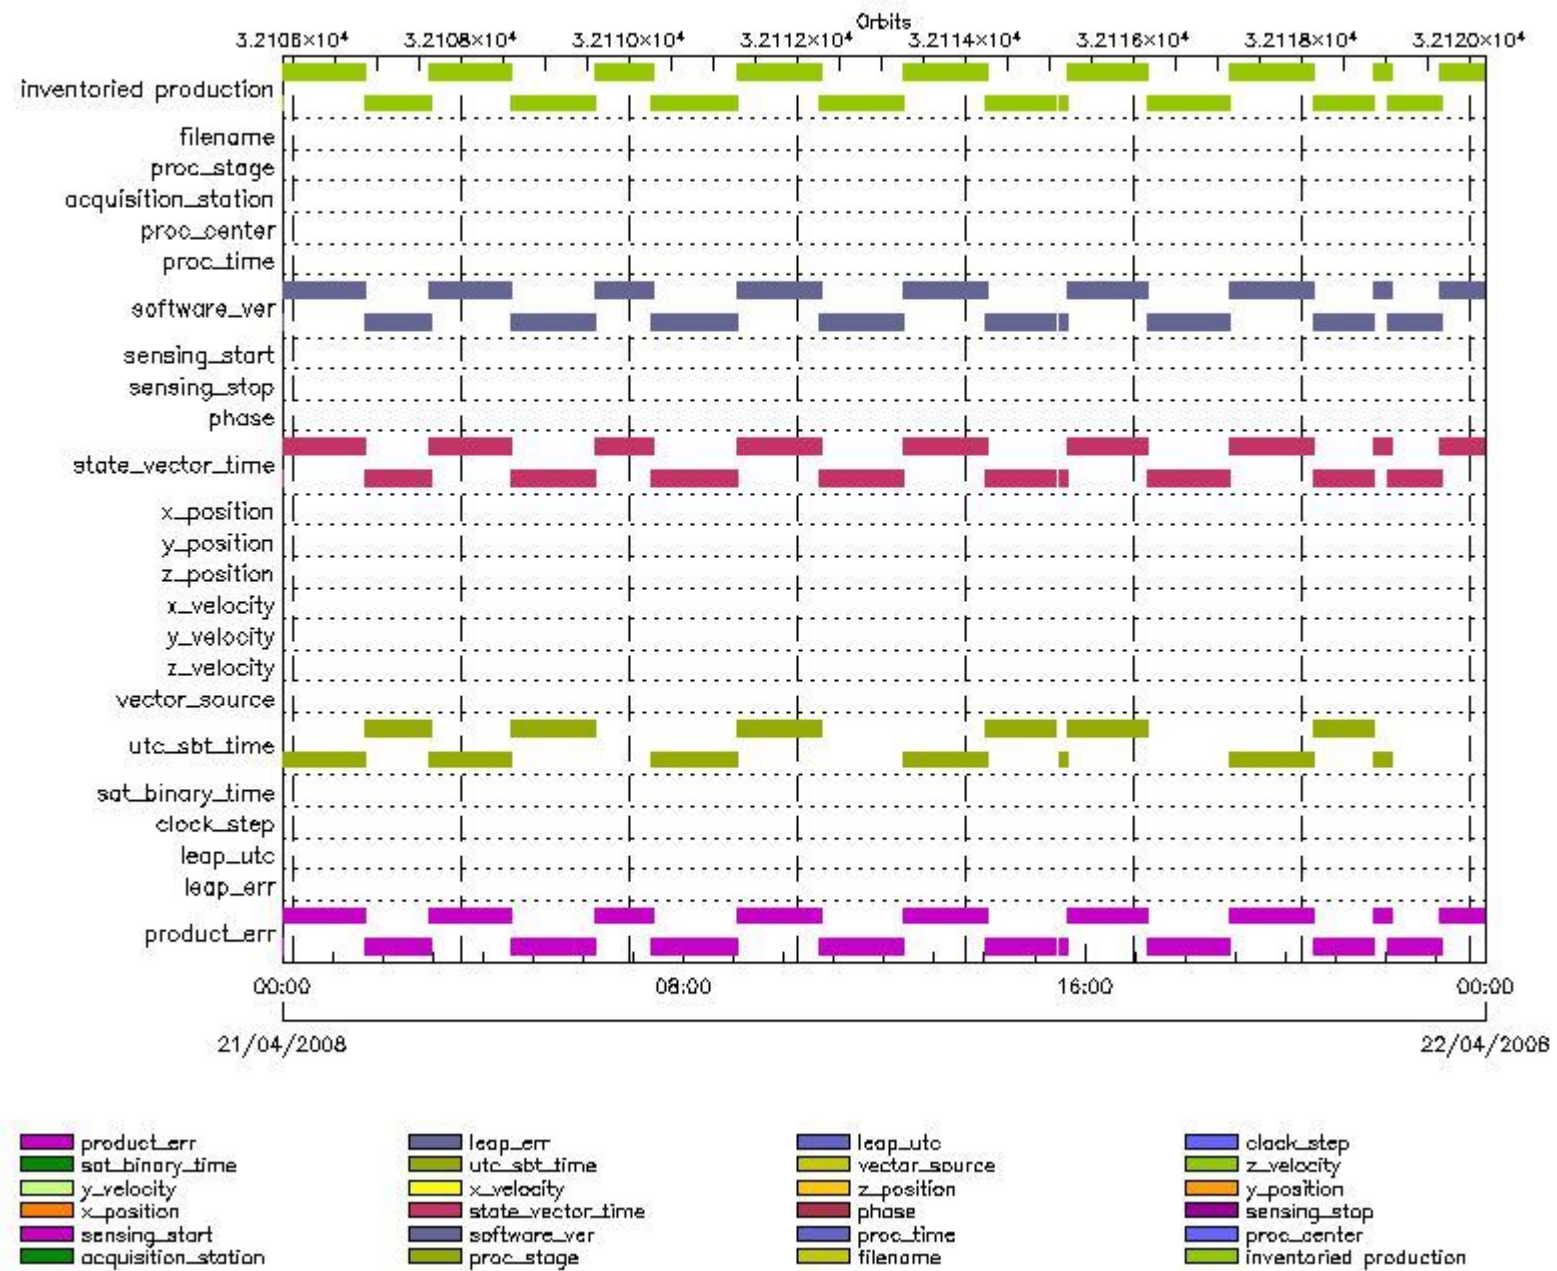 Orbits
3.2106×10⁴ 3.2108×10⁴ 3.2110×10⁴ 3.2112×10⁴ 3.2114×10⁴ 3.2116×10⁴ 3.2118×10⁴ 3.2120×10⁴
inventoried production
filename
proc_stage
acquisition_station
proc_center
proc_time
software_ver
sensing_start
sensing_stop
phase
state_vector_time
x_position
y_position
z_position
x_velocity
y_velocity
z_velocity
vector_source
utc_sbt_time
sat_binary_time
clock_step
leap_utc
leap_err
product_err
00:00 08:00 16:00 00:00
21/04/2008 22/04/2008
product_err leap_err leap_utc clock_step
sat_binary_time utc_sbt_time vector_source z_velocity
y_velocity x_velocity z_position y_position
x_position state_vector_time phase sensing_stop
sensing_start software_ver proc_time proc_center
acquisition_station proc_stage filename inventoried production